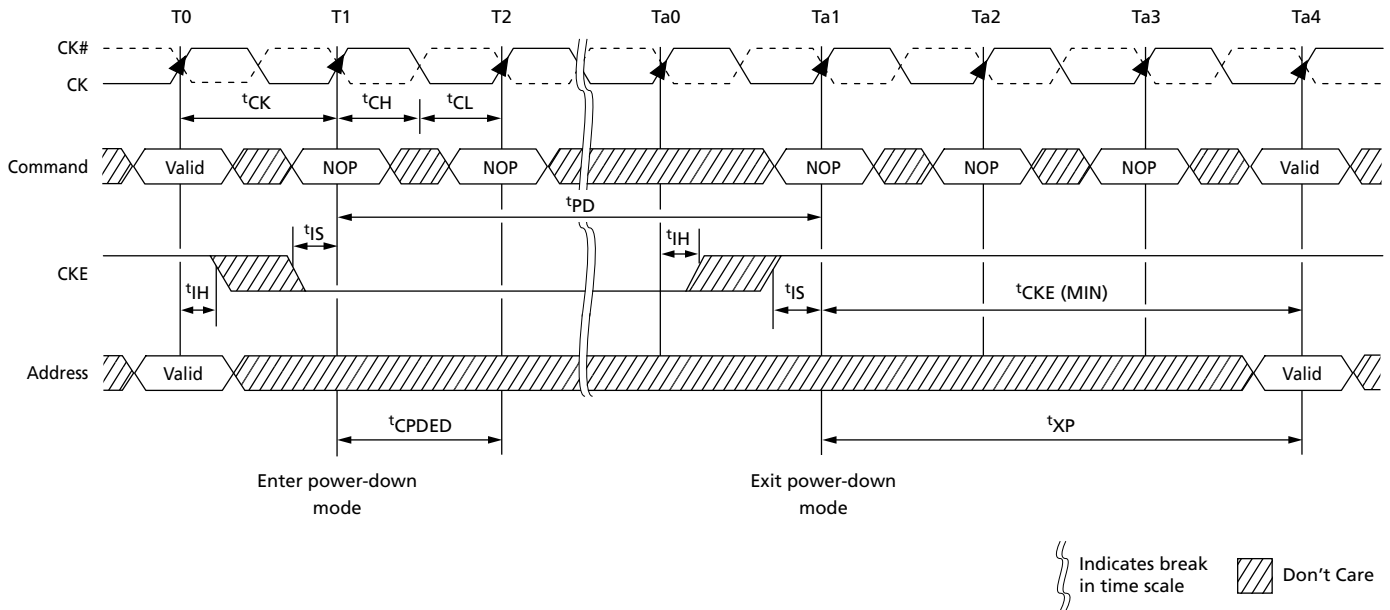 T0 T1 T2 Ta0 Ta1 Ta2 Ta3 Ta4
CK#
CK
tCK tCH tCL
Command Valid NOP NOP NOP NOP NOP Valid
tPD
tIS tIH
CKE
tIH tIS tCKE (MIN)
Address Valid Valid
tCPDED tXP
Enter power-down
mode
Exit power-down
mode
Indicates break
in time scale
Don't Care